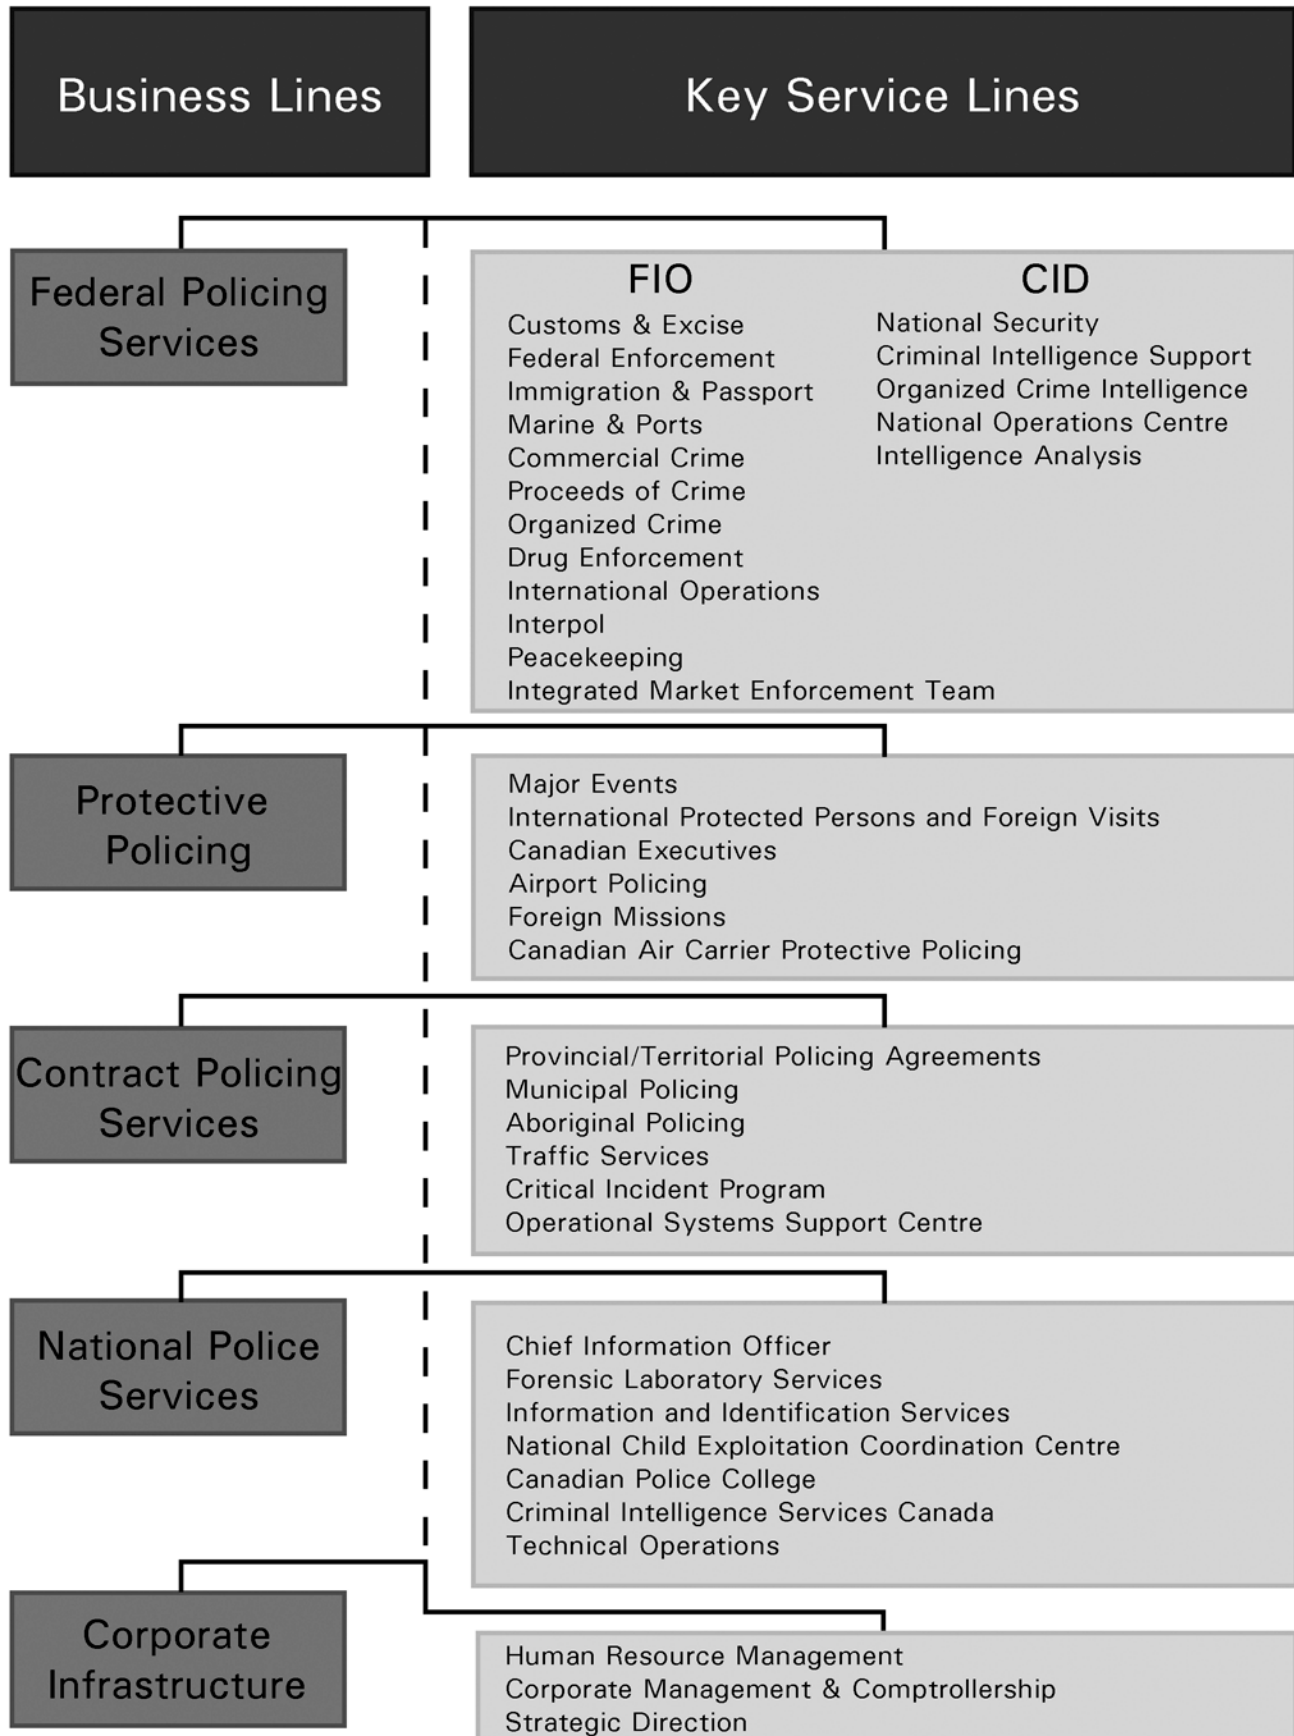 Business Lines
Key Service Lines
Federal Policing
Services
FIO
Customs & Excise
Federal Enforcement
Immigration & Passport
Marine & Ports
Commercial Crime
Proceeds of Crime
Organized Crime
Drug Enforcement
International Operations
Interpol
Peacekeeping
Integrated Market Enforcement Team
CID
National Security
Criminal Intelligence Support
Organized Crime Intelligence
National Operations Centre
Intelligence Analysis
Protective
Policing
Major Events
International Protected Persons and Foreign Visits
Canadian Executives
Airport Policing
Foreign Missions
Canadian Air Carrier Protective Policing
Contract Policing
Services
Provincial/Territorial Policing Agreements
Municipal Policing
Aboriginal Policing
Traffic Services
Critical Incident Program
Operational Systems Support Centre
National Police
Services
Chief Information Officer
Forensic Laboratory Services
Information and Identification Services
National Child Exploitation Coordination Centre
Canadian Police College
Criminal Intelligence Services Canada
Technical Operations
Corporate
Infrastructure
Human Resource Management
Corporate Management & Comptrollership
Strategic Direction